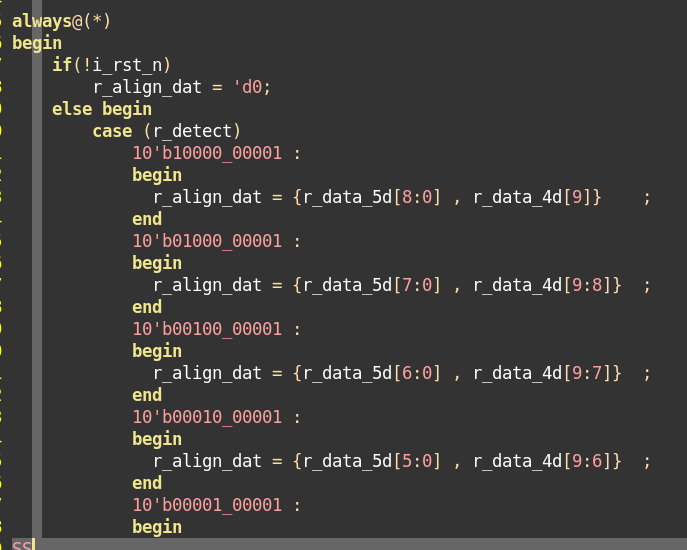 always@(*)
begin
    if(!i_rst_n)
        r_align_dat = 'd0;
    else begin
        case (r_detect)
            10'b10000_00001 :
            begin
              r_align_dat = {r_data_5d[8:0] , r_data_4d[9]}    ;
            end
            10'b01000_00001 :
            begin
              r_align_dat = {r_data_5d[7:0] , r_data_4d[9:8]}  ;
            end
            10'b00100_00001 :
            begin
              r_align_dat = {r_data_5d[6:0] , r_data_4d[9:7]}  ;
            end
            10'b00010_00001 :
            begin
              r_align_dat = {r_data_5d[5:0] , r_data_4d[9:6]}  ;
            end
            10'b00001_00001 :
            begin